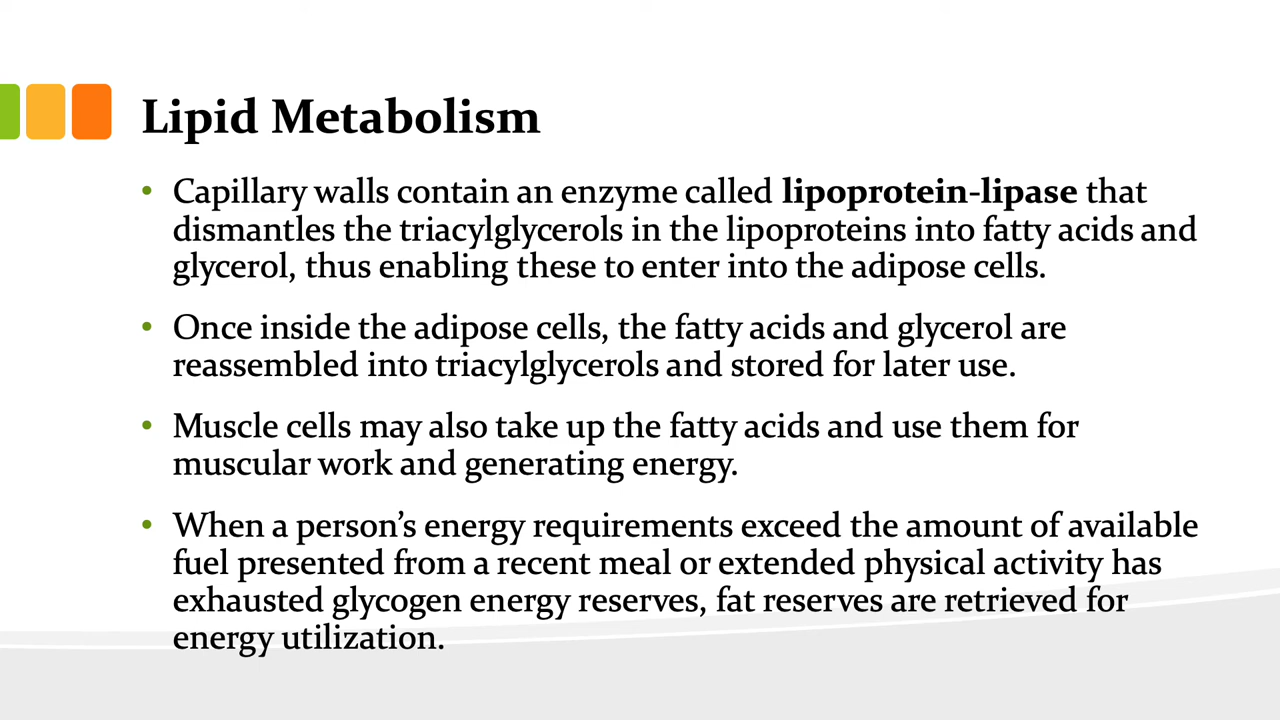 Lipid Metabolism
• Capillary walls contain an enzyme called lipoprotein-lipase that
dismantles the triacylglycerols in the lipoproteins into fatty acids and
glycerol, thus enabling these to enter into the adipose cells.
• Once inside the adipose cells, the fatty acids and glycerol are
reassembled into triacylglycerols and stored for later use.
• Muscle cells may also take up the fatty acids and use them for
muscular work and generating energy.
• When a person’s energy requirements exceed the amount of available
fuel presented from a recent meal or extended physical activity has
exhausted glycogen energy reserves, fat reserves are retrieved for
energy utilization.